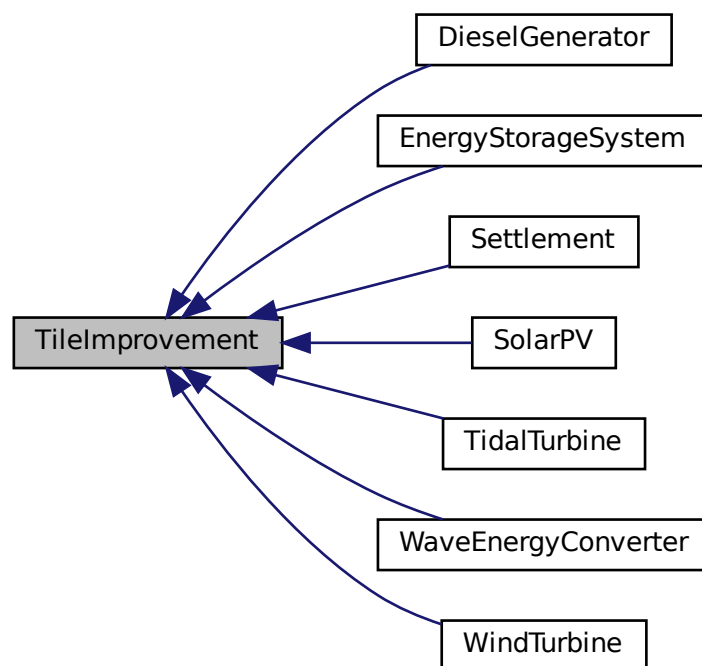 DieselGenerator
EnergyStorageSystem
Settlement
TileImprovement
SolarPV
TidalTurbine
WaveEnergyConverter
WindTurbine